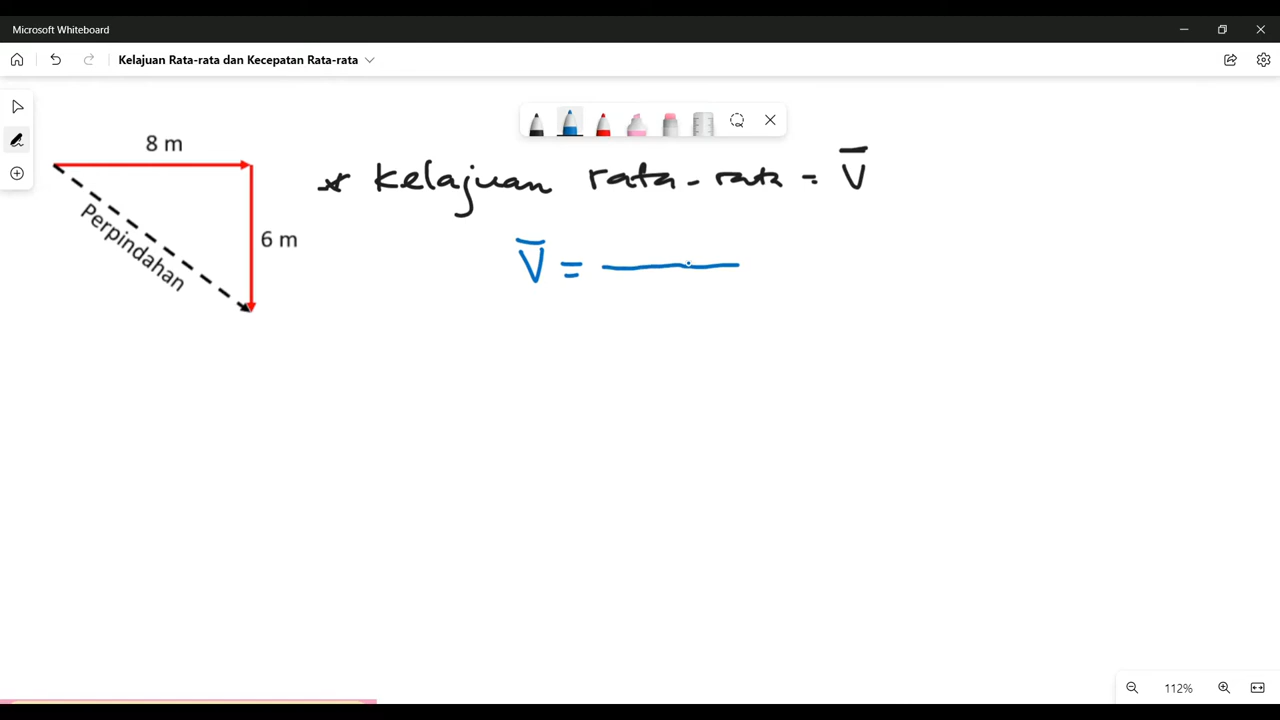 Microsoft Whiteboard
Kelajuan Rata-rata dan Kecepatan Rata-rata
8 m
6 m
Perpindahan
* Kelajuan rata-rata = V̅
V̅ =
112%